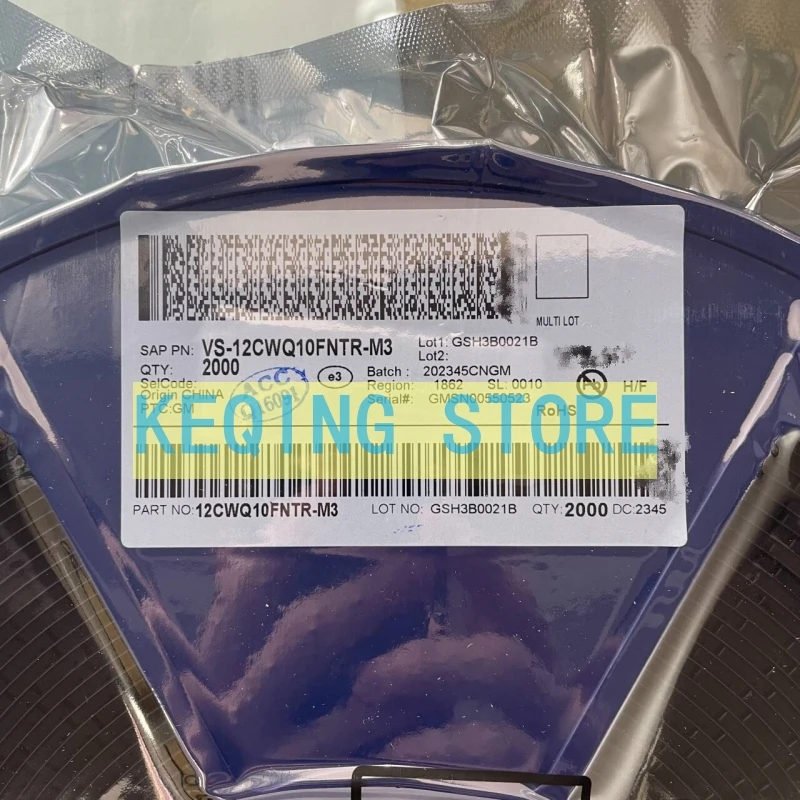 MULTI LOT
SAP PN: VS-12CWQ10FNTR-M3
Lot1: GSH3B0021B
QTY: 2000
Lot2:
SelCode:
e3
Batch : 202345CNGM
Origin CHINA
ACC
Region: 1862 SL: 0010
Pb
H/F
PTC:GM
Serial#: GMSN00550523
RoHS
KEQING STORE
PART NO:12CWQ10FNTR-M3 LOT NO: GSH3B0021B QTY:2000 DC:2345